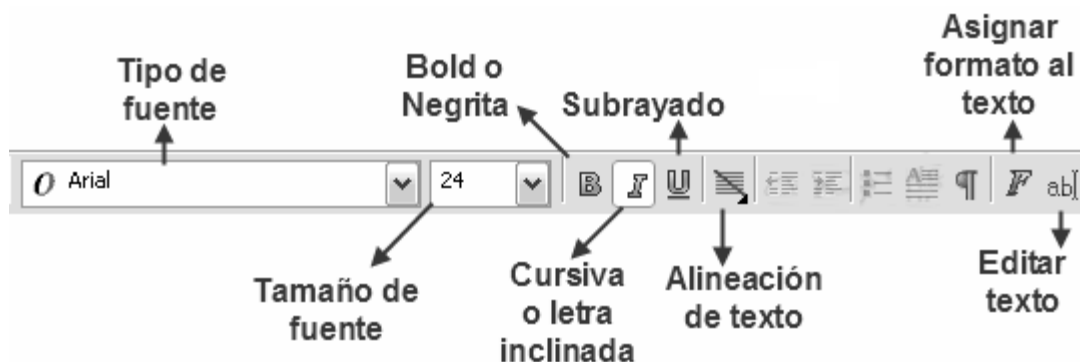 Tipo de
fuente
Bold o
Negrita
Subrayado
Asignar
formato al
texto
O Arial
24
B I U
¶
F ab
Tamaño de
fuente
Cursiva
o letra
inclinada
Alineación
de texto
Editar
texto